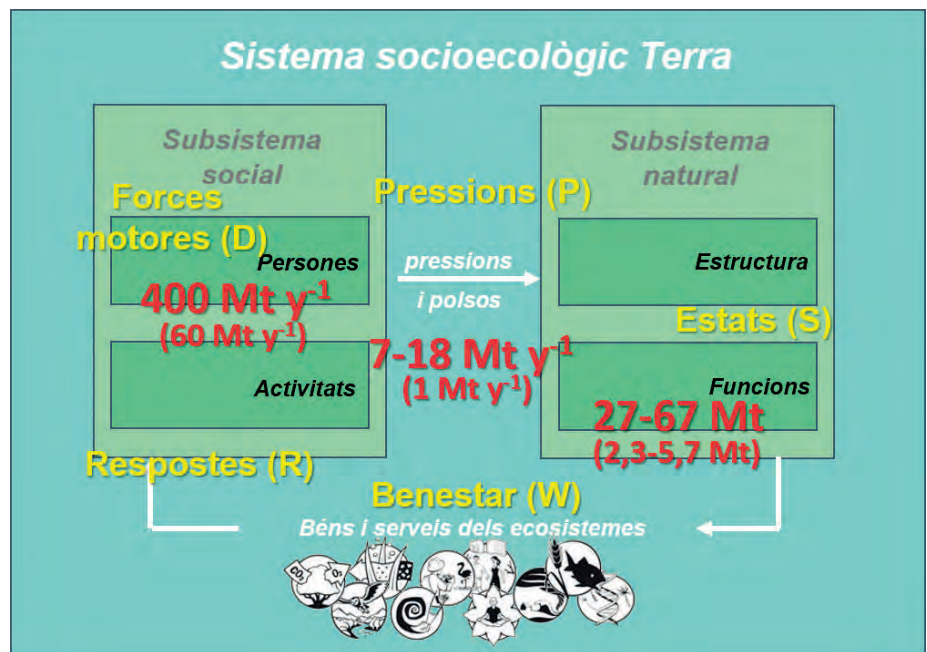 Sistema socioecològic Terra
Subsistema
social
Forces
motores (D)
Persones
400 Mt y-1
(60 Mt y-1)
Activitats
Respostes (R)
Pressions (P)
pressions
i polsos
7-18 Mt y-1
(1 Mt y-1)
Subsistema
natural
Estructura
Estats (S)
Funcions
27-67 Mt
(2,3-5,7 Mt)
Benestar (W)
Béns i serveis dels ecosistemes
CO2
O2